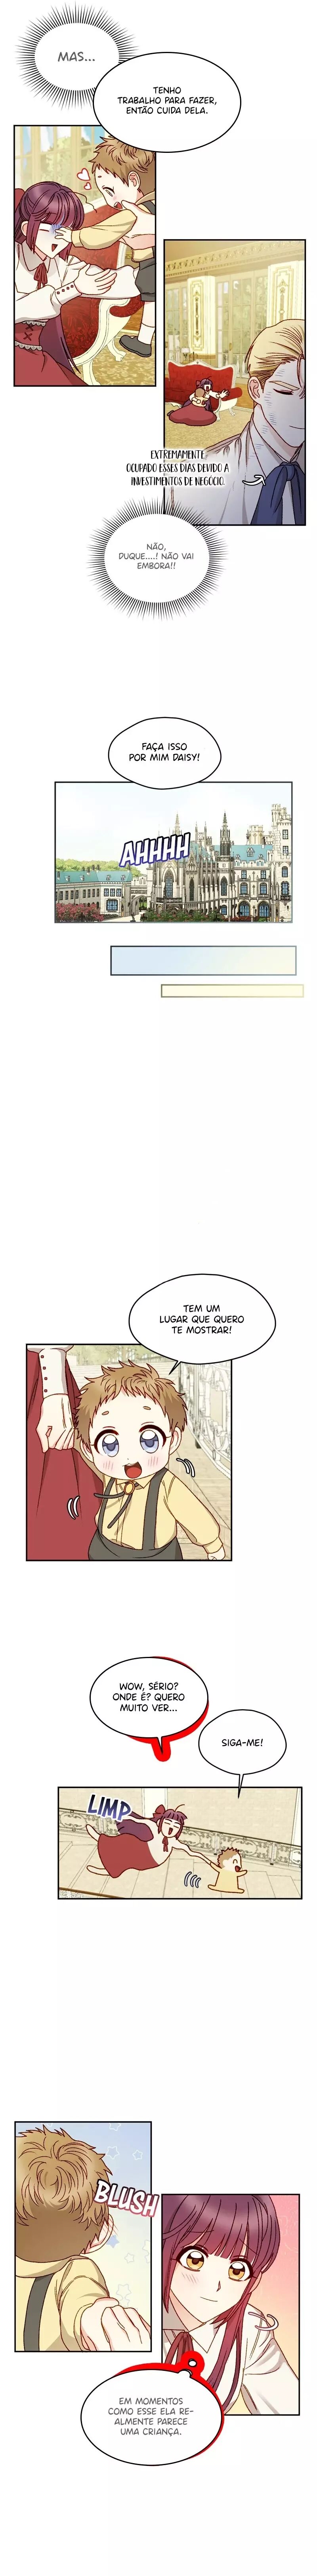 MAS...
TENHO
TRABALHO PARA FAZER,
ENTÃO CUIDA DELA.
EXTREMAMENTE
OCUPADO ESSES DIAS DEVIDO A
INVESTIMENTOS DE NEGÓCIO.
NÃO,
DUQUE....! NÃO VAI
EMBORA!!
FAÇA ISSO
POR MIM DAISY!
AHHHH
TEM UM
LUGAR QUE QUERO
TE MOSTRAR!
WOW, SÉRIO?
ONDE É? QUERO
MUITO VER...
SIGA-ME!
LIMP
BLUSH
EM MOMENTOS
COMO ESSE ELA RE-
ALMENTE PARECE
UMA CRIANÇA.